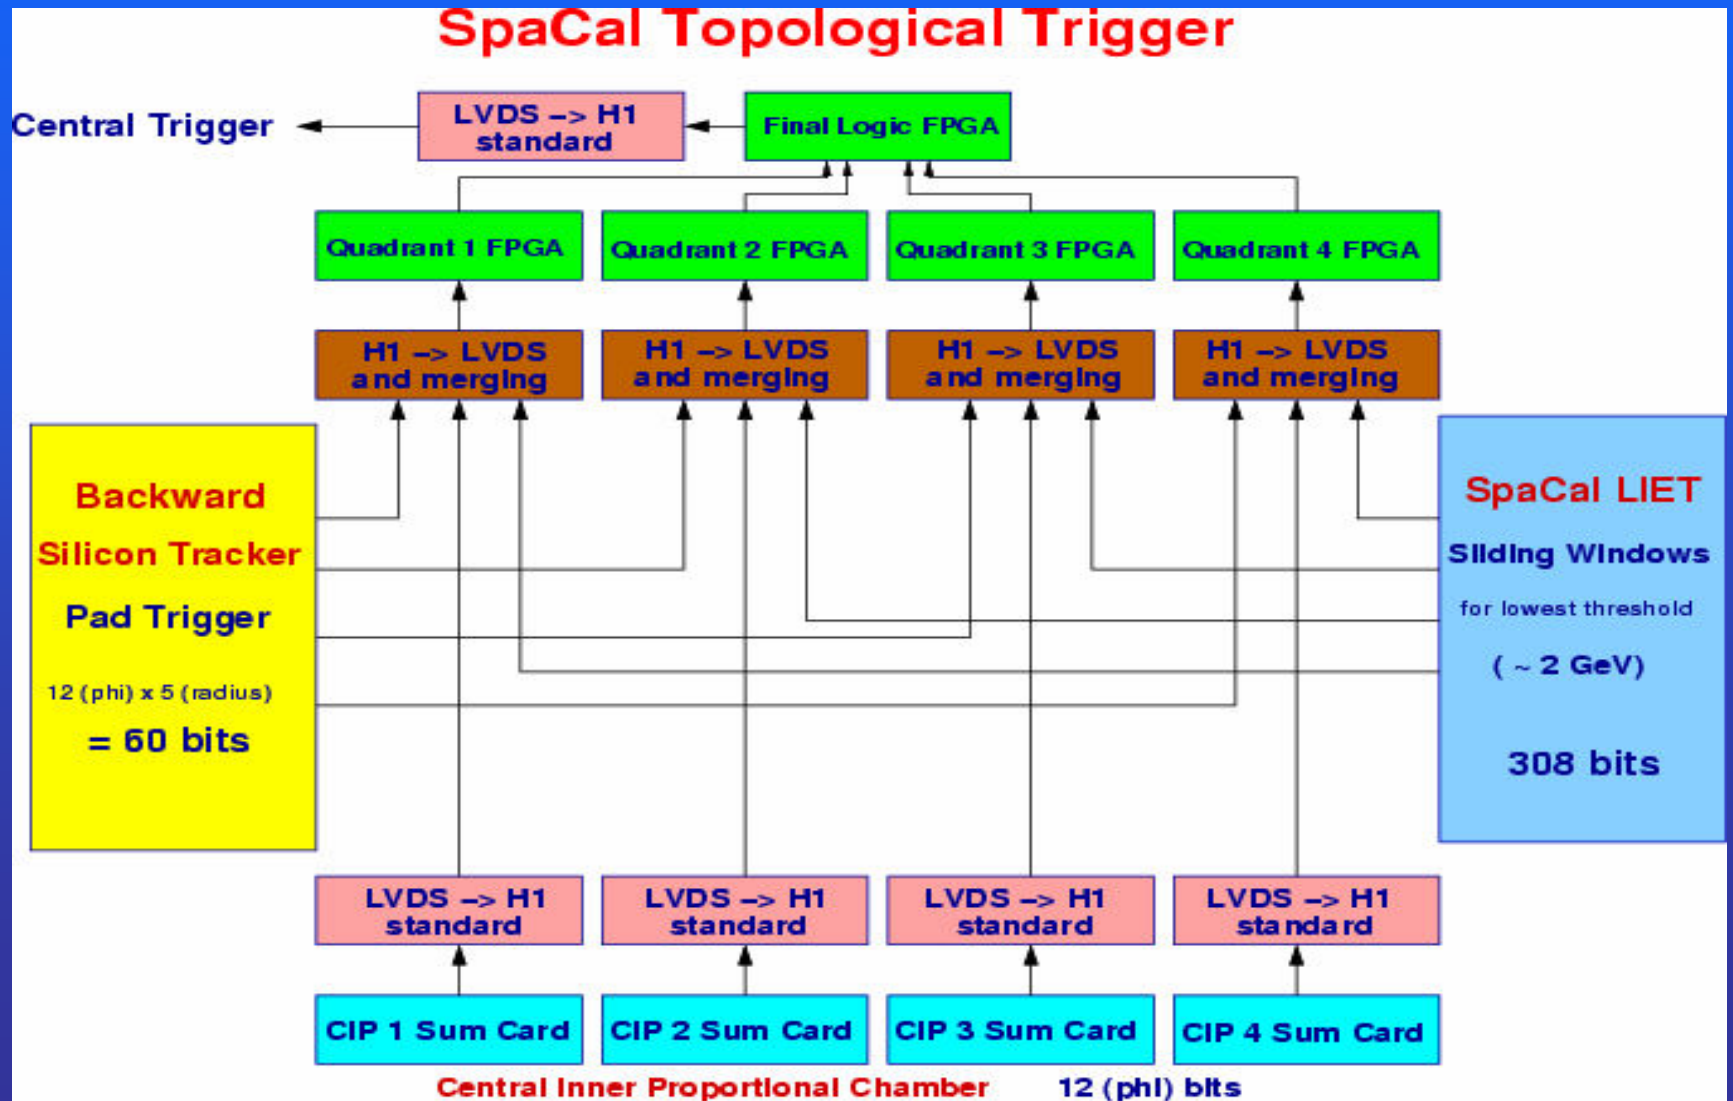 SpaCal Topological Trigger
Central Trigger
LVDS –> H1
standard
Final Logic FPGA
Quadrant 1 FPGA
Quadrant 2 FPGA
Quadrant 3 FPGA
Quadrant 4 FPGA
H1 –> LVDS
and merging
H1 –> LVDS
and merging
H1 –> LVDS
and merging
H1 –> LVDS
and merging
Backward
Silicon Tracker
Pad Trigger
12 (phi) x 5 (radius)
= 60 bits
SpaCal LIET
Sliding Windows
for lowest threshold
( ~ 2 GeV)
308 bits
LVDS –> H1
standard
LVDS –> H1
standard
LVDS –> H1
standard
LVDS –> H1
standard
CIP 1 Sum Card
CIP 2 Sum Card
CIP 3 Sum Card
CIP 4 Sum Card
Central Inner Proportional Chamber 12 (phi) bits